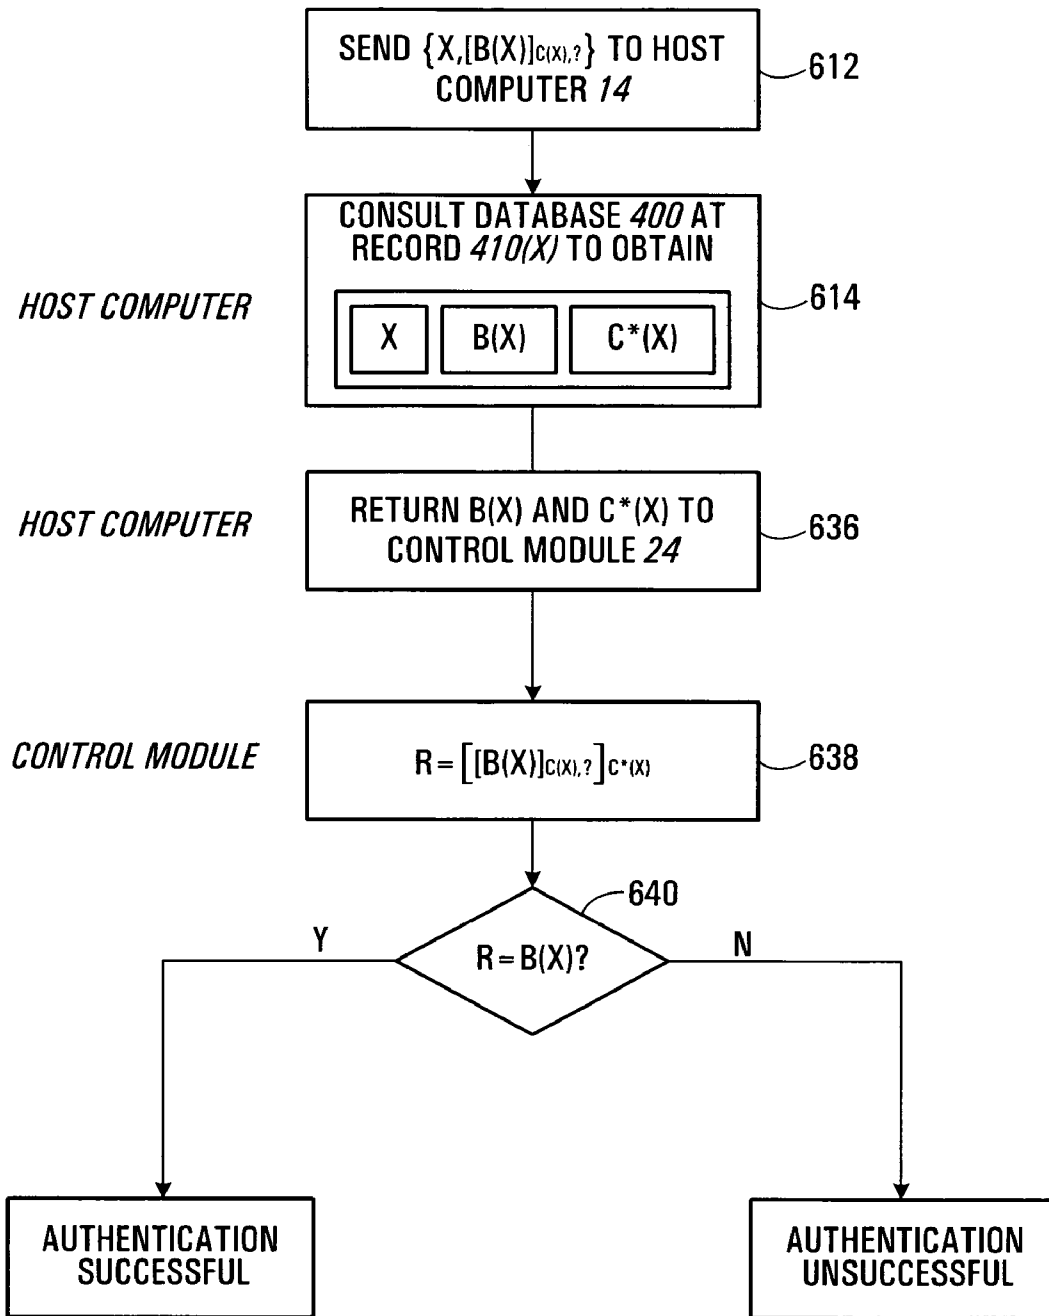 SEND {X,[B(X)]C(X),?} TO HOST
COMPUTER 14
612
CONSULT DATABASE 400 AT
RECORD 410(X) TO OBTAIN
HOST COMPUTER
614
X B(X) C*(X)
HOST COMPUTER
RETURN B(X) AND C*(X) TO
CONTROL MODULE 24
636
CONTROL MODULE
R=[[B(X)]C(X),?]C*(X)
638
640
Y
R=B(X)?
N
AUTHENTICATION
SUCCESSFUL
AUTHENTICATION
UNSUCCESSFUL